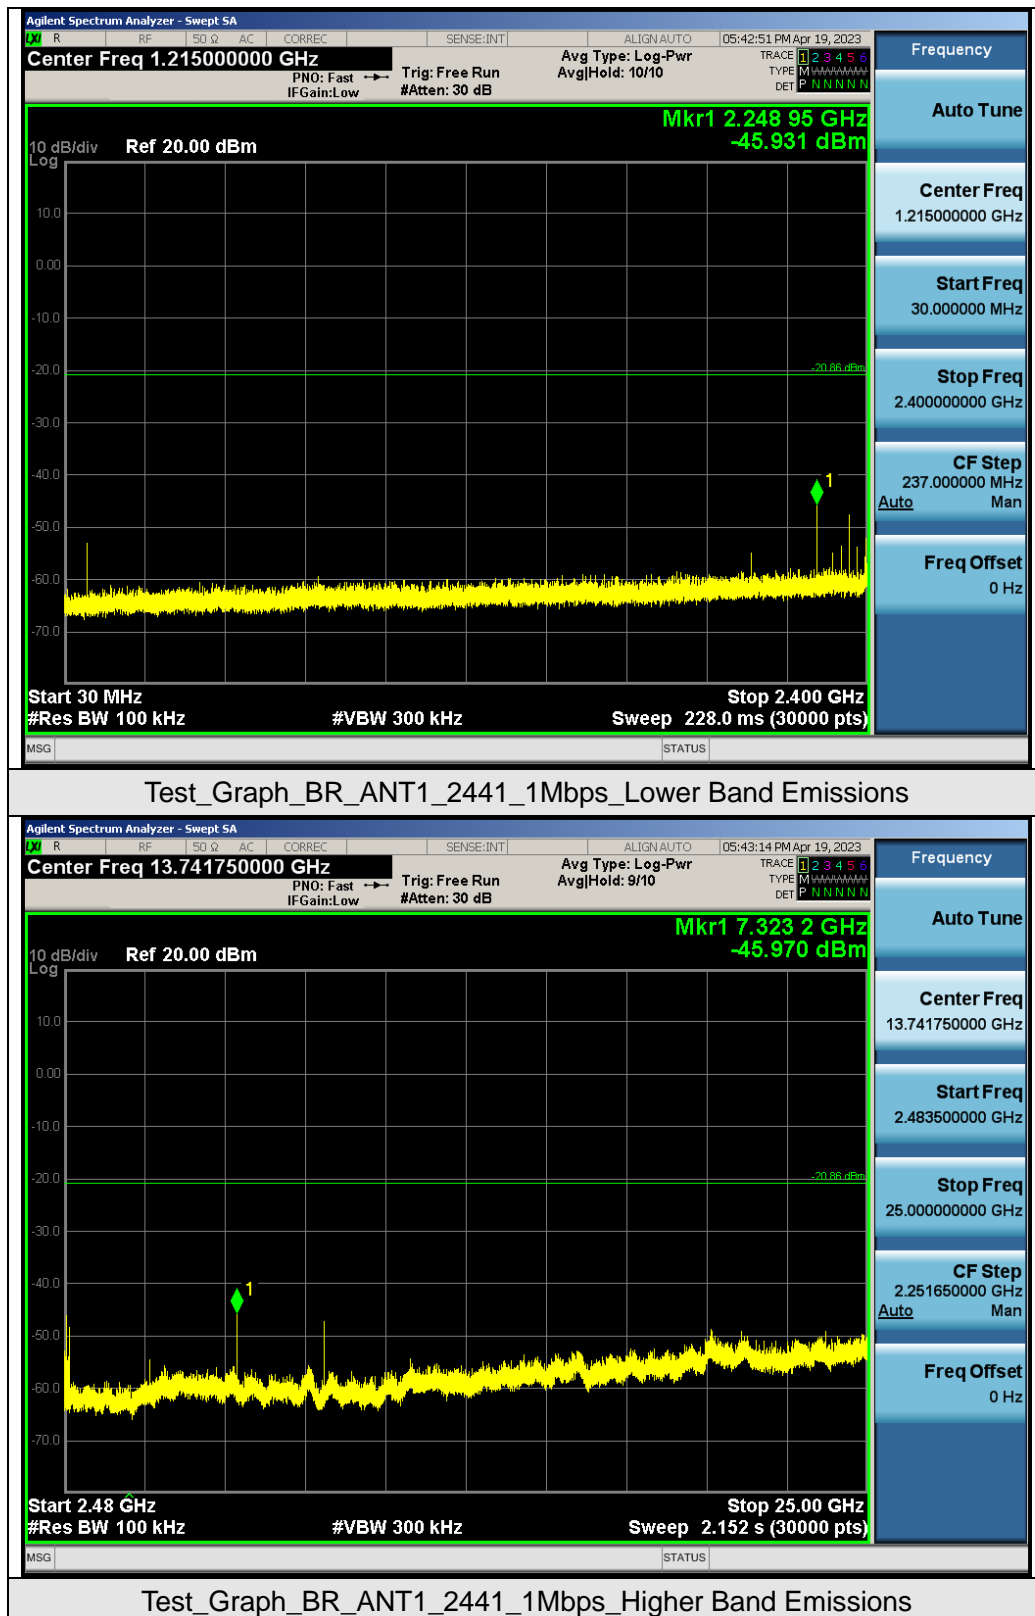 Agilent Spectrum Analyzer - Swept SA
LXI R RF 50 Ω AC CORREC SENSE:INT ALIGN AUTO 05:42:51 PM Apr 19, 2023
Center Freq 1.215000000 GHz
PNO: Fast
IFGain:Low
Trig: Free Run
#Atten: 30 dB
Avg Type: Log-Pwr
Avg|Hold: 10/10
TRACE 1 2 3 4 5 6
TYPE M W W W W W
DET P N N N N N
Mkr1 2.248 95 GHz
-45.931 dBm
10 dB/div
Log
Ref 20.00 dBm
10.0
0.00
-10.0
-20.0
-20.86 dBm
-30.0
-40.0
1
-50.0
-60.0
-70.0
Start 30 MHz
Stop 2.400 GHz
#Res BW 100 kHz
#VBW 300 kHz
Sweep 228.0 ms (30000 pts)
MSG
STATUS
Frequency
Auto Tune
Center Freq
1.215000000 GHz
Start Freq
30.000000 MHz
Stop Freq
2.400000000 GHz
CF Step
237.000000 MHz
Auto Man
Freq Offset
0 Hz
Test_Graph_BR_ANT1_2441_1Mbps_Lower Band Emissions
Agilent Spectrum Analyzer - Swept SA
LXI R RF 50 Ω AC CORREC SENSE:INT ALIGN AUTO 05:43:14 PM Apr 19, 2023
Center Freq 13.741750000 GHz
PNO: Fast
IFGain:Low
Trig: Free Run
#Atten: 30 dB
Avg Type: Log-Pwr
Avg|Hold: 9/10
TRACE 1 2 3 4 5 6
TYPE M W W W W W
DET P N N N N N
Mkr1 7.323 2 GHz
-45.970 dBm
10 dB/div
Log
Ref 20.00 dBm
10.0
0.00
-10.0
-20.0
-20.86 dBm
-30.0
-40.0
1
-50.0
-60.0
-70.0
Start 2.48 GHz
Stop 25.00 GHz
#Res BW 100 kHz
#VBW 300 kHz
Sweep 2.152 s (30000 pts)
MSG
STATUS
Frequency
Auto Tune
Center Freq
13.741750000 GHz
Start Freq
2.483500000 GHz
Stop Freq
25.000000000 GHz
CF Step
2.251650000 GHz
Auto Man
Freq Offset
0 Hz
Test_Graph_BR_ANT1_2441_1Mbps_Higher Band Emissions